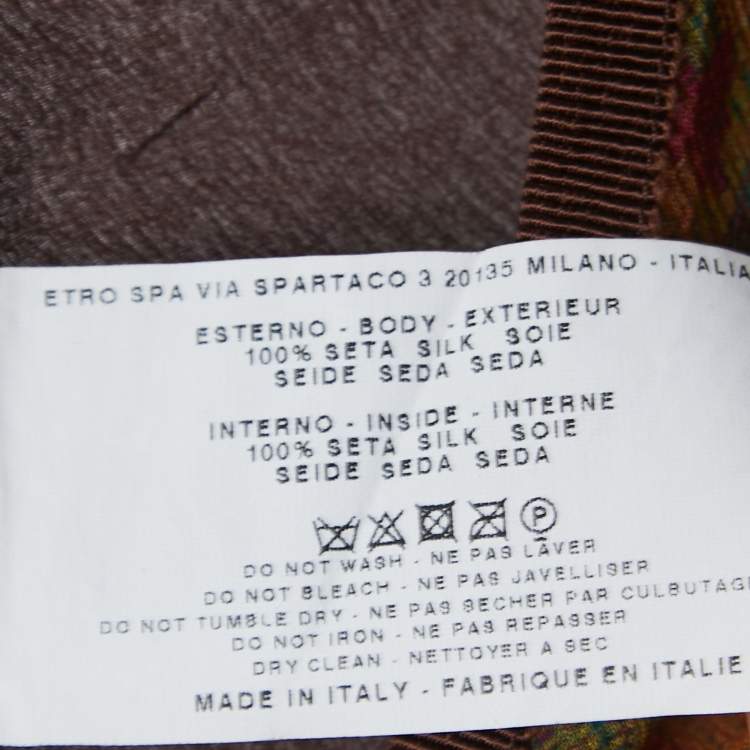 ETRO SPA VIA SPARTACO 3 20135 MILANO - ITALIA
ESTERNO - BODY - EXTERIEUR
100% SETA SILK SOIE
SEIDE SEDA SEDA
INTERNO - INSIDE - INTERNE
100% SETA SILK SOIE
SEIDE SEDA SEDA
P
DO NOT WASH - NE PAS LAVER
DO NOT BLEACH - NE PAS JAVELLISER
DO NOT TUMBLE DRY - NE PAS SECHER PAR CULBUTAGE
DO NOT IRON - NE PAS REPASSER
DRY CLEAN - NETTOYER A SEC
MADE IN ITALY - FABRIQUE EN ITALIE